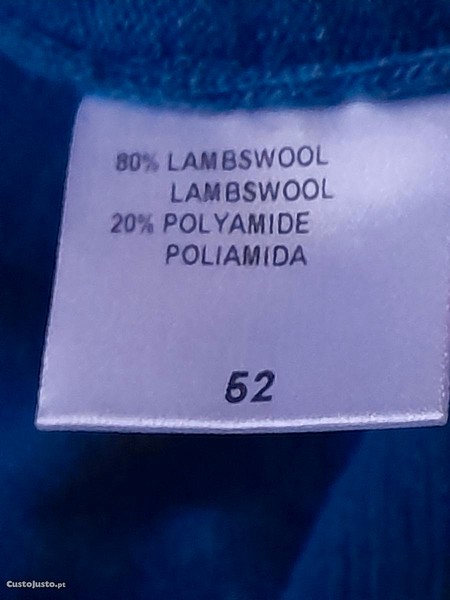 80% LAMBSWOOL
LAMBSWOOL
20% POLYAMIDE
POLIAMIDA
52
CustoJusto.pt